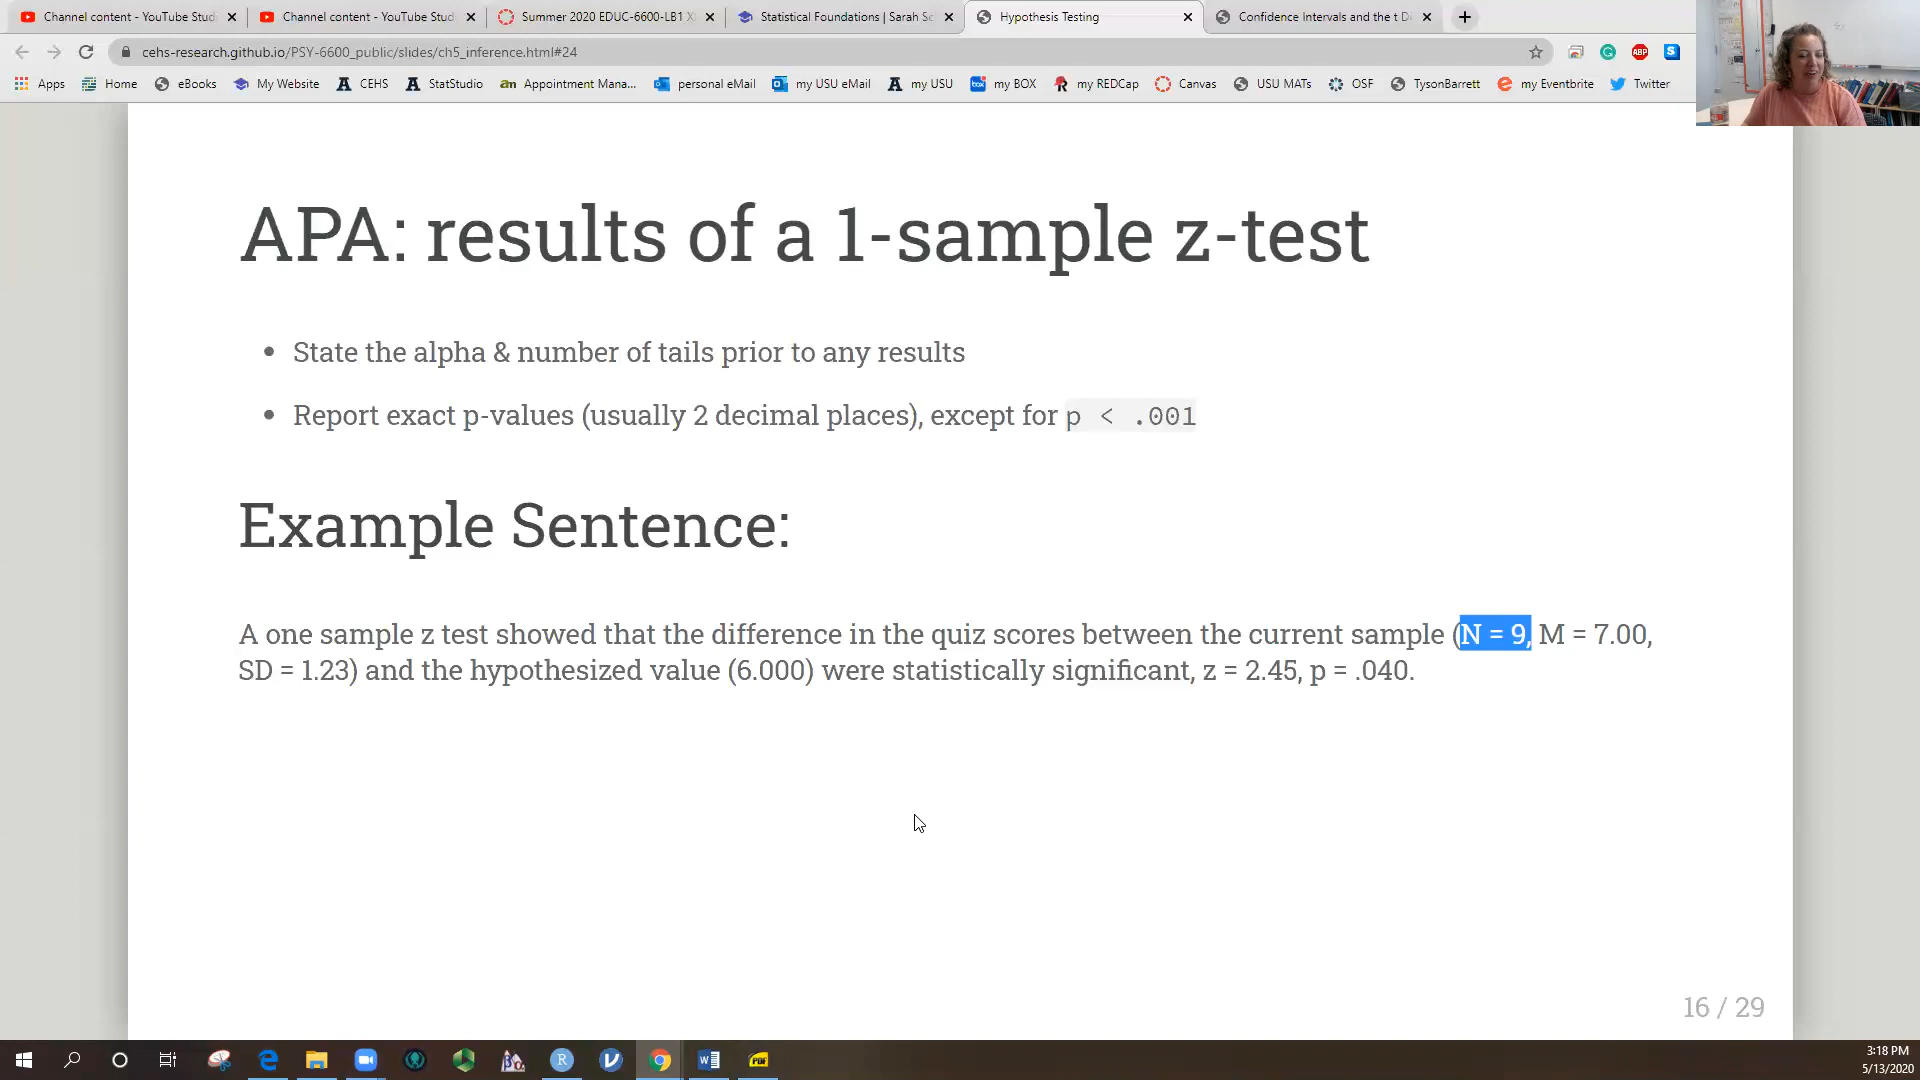 Channel content - YouTube Stud
Channel content - YouTube Stud
Summer 2020 EDUC-6600-LB1 X
Statistical Foundations | Sarah Sc
Hypothesis Testing
Confidence Intervals and the t Di
cehs-research.github.io/PSY-6600_public/slides/ch5_inference.html#24
Apps
Home
eBooks
My Website
CEHS
StatStudio
Appointment Mana...
personal eMail
my USU eMail
my USU
my BOX
my REDCap
Canvas
USU MATs
OSF
TysonBarrett
my Eventbrite
Twitter
APA: results of a 1-sample z-test
• State the alpha & number of tails prior to any results
• Report exact p-values (usually 2 decimal places), except for p < .001
Example Sentence:
A one sample z test showed that the difference in the quiz scores between the current sample (N = 9, M = 7.00,
SD = 1.23) and the hypothesized value (6.000) were statistically significant, z = 2.45, p = .040.
16 / 29
3:18 PM
5/13/2020